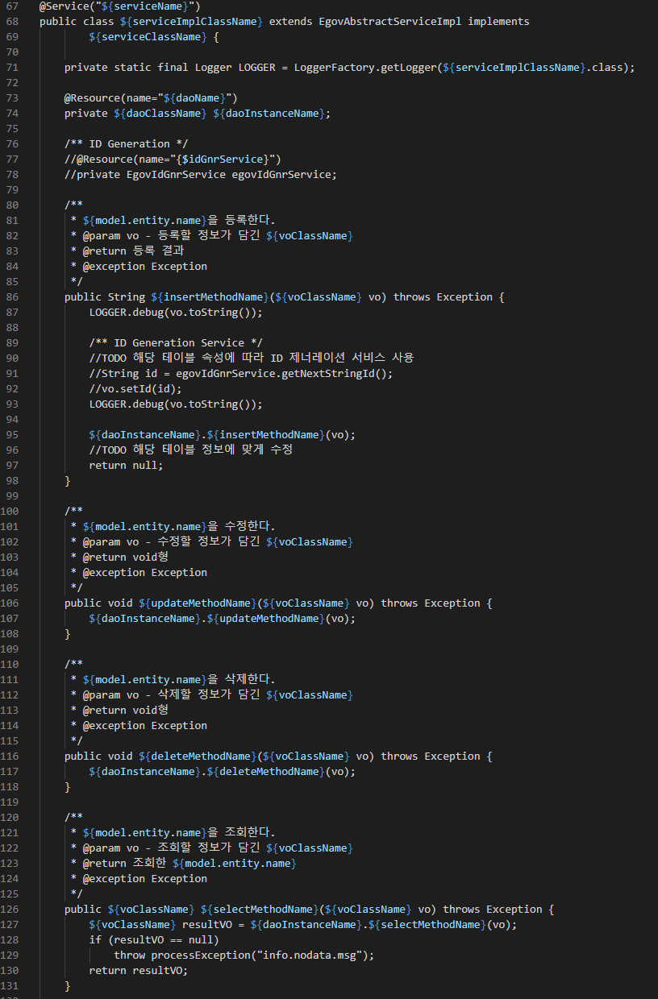 67 @Service("${serviceName}")
68 public class ${serviceImplClassName} extends EgovAbstractServiceImpl implements
69         ${serviceClassName} {
70
71     private static final Logger LOGGER = LoggerFactory.getLogger(${serviceImplClassName}.class);
72
73     @Resource(name="${daoName}")
74     private ${daoClassName} ${daoInstanceName};
75
76     /** ID Generation */
77     //@Resource(name="{$idGnrService}")
78     //private EgovIdGnrService egovIdGnrService;
79
80     /**
81      * ${model.entity.name}을 등록한다.
82      * @param vo - 등록할 정보가 담긴 ${voClassName}
83      * @return 등록 결과
84      * @exception Exception
85      */
86     public String ${insertMethodName}(${voClassName} vo) throws Exception {
87         LOGGER.debug(vo.toString());
88
89         /** ID Generation Service */
90         //TODO 해당 테이블 속성에 따라 ID 제너레이션 서비스 사용
91         //String id = egovIdGnrService.getNextStringId();
92         //vo.setId(id);
93         LOGGER.debug(vo.toString());
94
95         ${daoInstanceName}.${insertMethodName}(vo);
96         //TODO 해당 테이블 정보에 맞게 수정
97         return null;
98     }
99
100     /**
101      * ${model.entity.name}을 수정한다.
102      * @param vo - 수정할 정보가 담긴 ${voClassName}
103      * @return void형
104      * @exception Exception
105      */
106     public void ${updateMethodName}(${voClassName} vo) throws Exception {
107         ${daoInstanceName}.${updateMethodName}(vo);
108     }
109
110     /**
111      * ${model.entity.name}을 삭제한다.
112      * @param vo - 삭제할 정보가 담긴 ${voClassName}
113      * @return void형
114      * @exception Exception
115      */
116     public void ${deleteMethodName}(${voClassName} vo) throws Exception {
117         ${daoInstanceName}.${deleteMethodName}(vo);
118     }
119
120     /**
121      * ${model.entity.name}을 조회한다.
122      * @param vo - 조회할 정보가 담긴 ${voClassName}
123      * @return 조회한 ${model.entity.name}
124      * @exception Exception
125      */
126     public ${voClassName} ${selectMethodName}(${voClassName} vo) throws Exception {
127         ${voClassName} resultVO = ${daoInstanceName}.${selectMethodName}(vo);
128         if (resultVO == null)
129             throw processException("info.nodata.msg");
130         return resultVO;
131     }